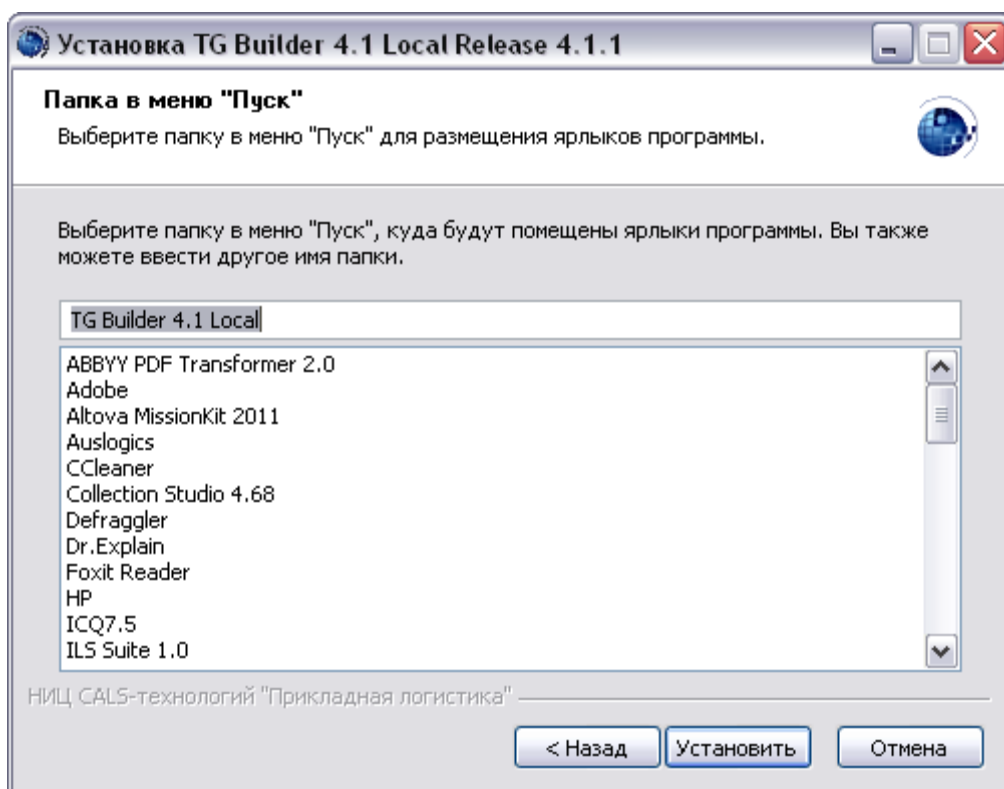 Установка TG Builder 4.1 Local Release 4.1.1
Папка в меню "Пуск"
Выберите папку в меню "Пуск" для размещения ярлыков программы.
Выберите папку в меню "Пуск", куда будут помещены ярлыки программы. Вы также
можете ввести другое имя папки.
TG Builder 4.1 Local
ABBYY PDF Transformer 2.0
Adobe
Altova MissionKit 2011
Auslogics
CCleaner
Collection Studio 4.68
Defraggler
Dr.Explain
Foxit Reader
HP
ICQ7.5
ILS Suite 1.0
НИЦ CALS-технологий "Прикладная логистика"
< Назад
Установить
Отмена